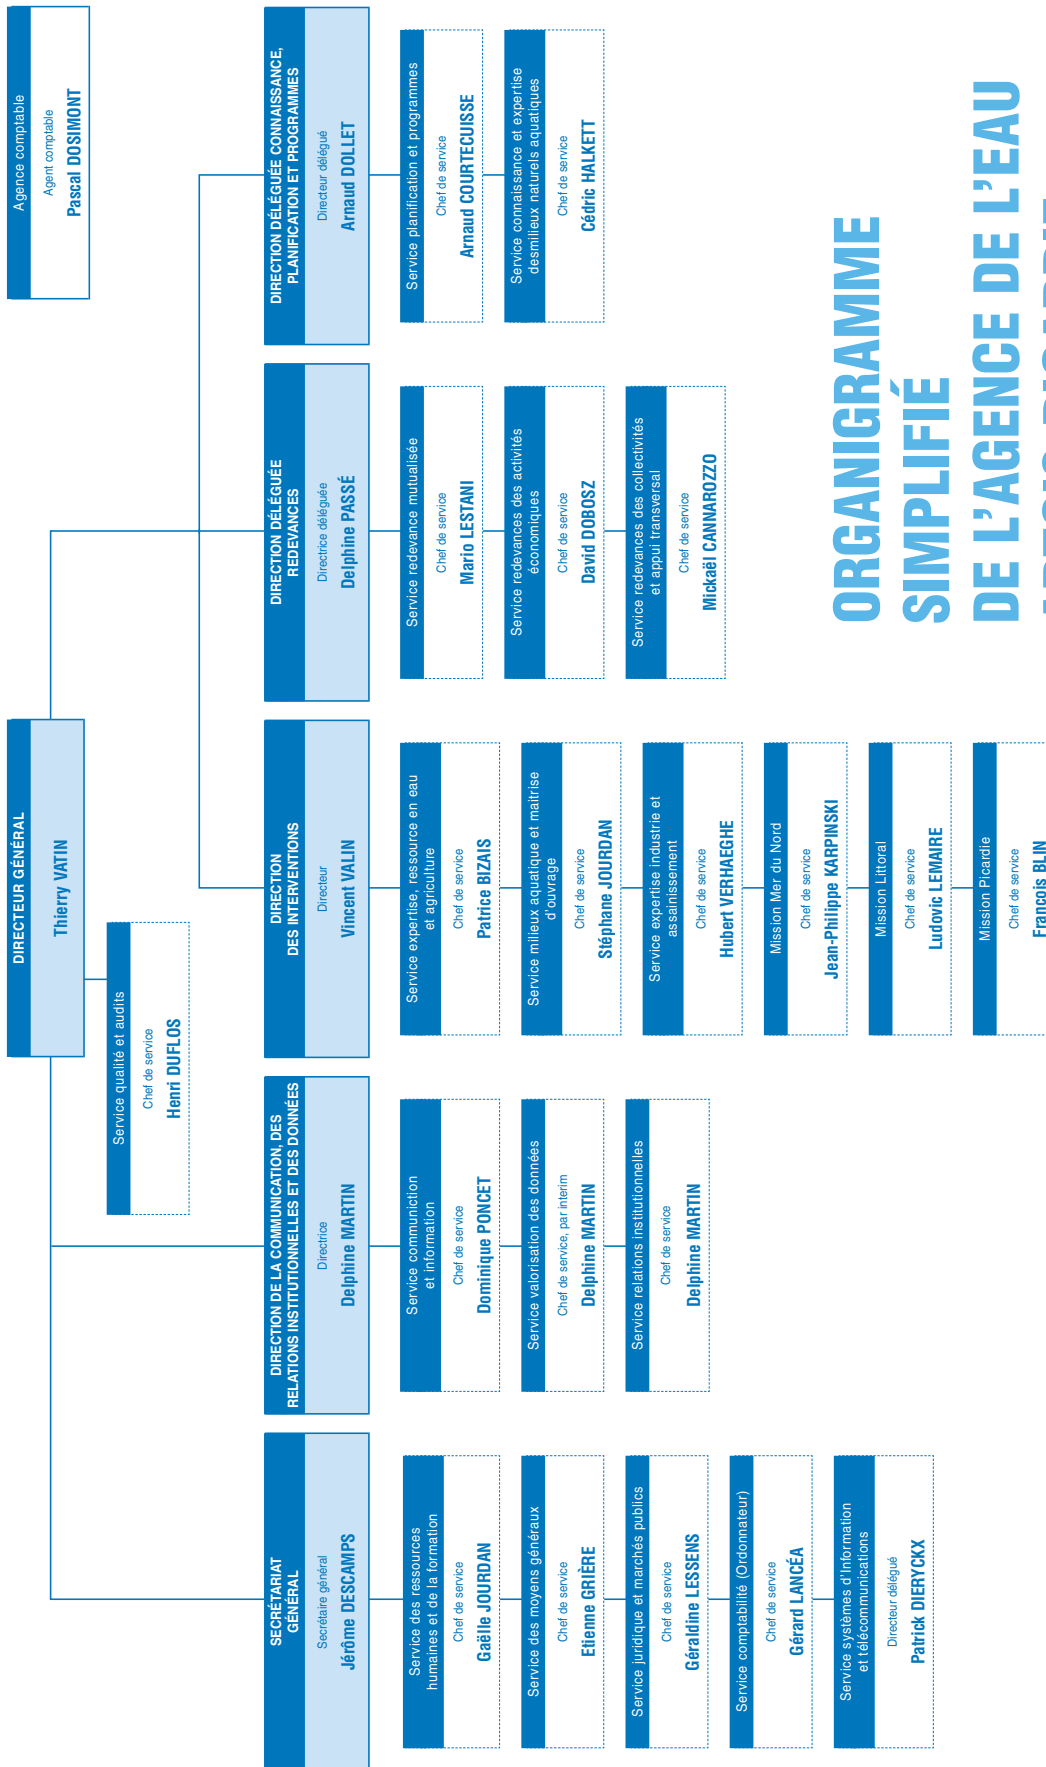 DIRECTEUR GÉNÉRAL
Thierry VATIN
Agence comptable
Agent comptable
Pascal DOSIMONT
Service qualité et audits
Chef de service
Henri DUFLOS
SECRÉTARIAT
GÉNÉRAL
Secrétaire général
Jérôme DESCAMPS
Service des ressources
humaines et de la formation
Chef de service
Gaëlle JOURDAN
Service des moyens généraux
Chef de service
Etienne GRIÈRE
Service juridique et marchés publics
Chef de service
Géraldine LESSENS
Service comptabilité (Ordonnateur)
Chef de service
Gérard LANCÉA
Service systèmes d'Information
et télécommunications
Directeur délégué
Patrick DIERYCKX
DIRECTION DE LA COMMUNICATION, DES
RELATIONS INSTITUTIONNELLES ET DES DONNÉES
Directrice
Delphine MARTIN
Service communiction
et information
Chef de service
Dominique PONCET
Service valorisation des données
Chef de service, par interim
Delphine MARTIN
Service relations institutionnelles
Chef de service
Delphine MARTIN
DIRECTION
DES INTERVENTIONS
Directeur
Vincent VALIN
Service expertise, ressource en eau
et agriculture
Chef de service
Patrice BIZAIS
Service milieux aquatique et maitrise
d'ouvrage
Chef de service
Stéphane JOURDAN
Service expertise industrie et
assainissement
Chef de service
Hubert VERHAEGHE
Mission Mer du Nord
Chef de service
Jean-Philippe KARPINSKI
Mission Littoral
Chef de service
Ludovic LEMAIRE
Mission Picardie
Chef de service
François BLIN
DIRECTION DÉLÉGUÉE
REDEVANCES
Directrice déléguée
Delphine PASSÉ
Service redevance mutualisée
Chef de service
Mario LESTANI
Service redevances des activités
économiques
Chef de service
David DOBOSZ
Service redevances des collectivités
et appui transversal
Chef de service
Mickaël CANNAROZZO
DIRECTION DÉLÉGUÉE CONNAISSANCE,
PLANIFICATION ET PROGRAMMES
Directeur délégué
Arnaud DOLLET
Service planification et programmes
Chef de service
Arnaud COURTECUISSE
Service connaissance et expertise
desmilieux naturels aquatiques
Chef de service
Cédric HALKETT
ORGANIGRAMME
SIMPLIFIÉ
DE L'AGENCE DE L'EAU